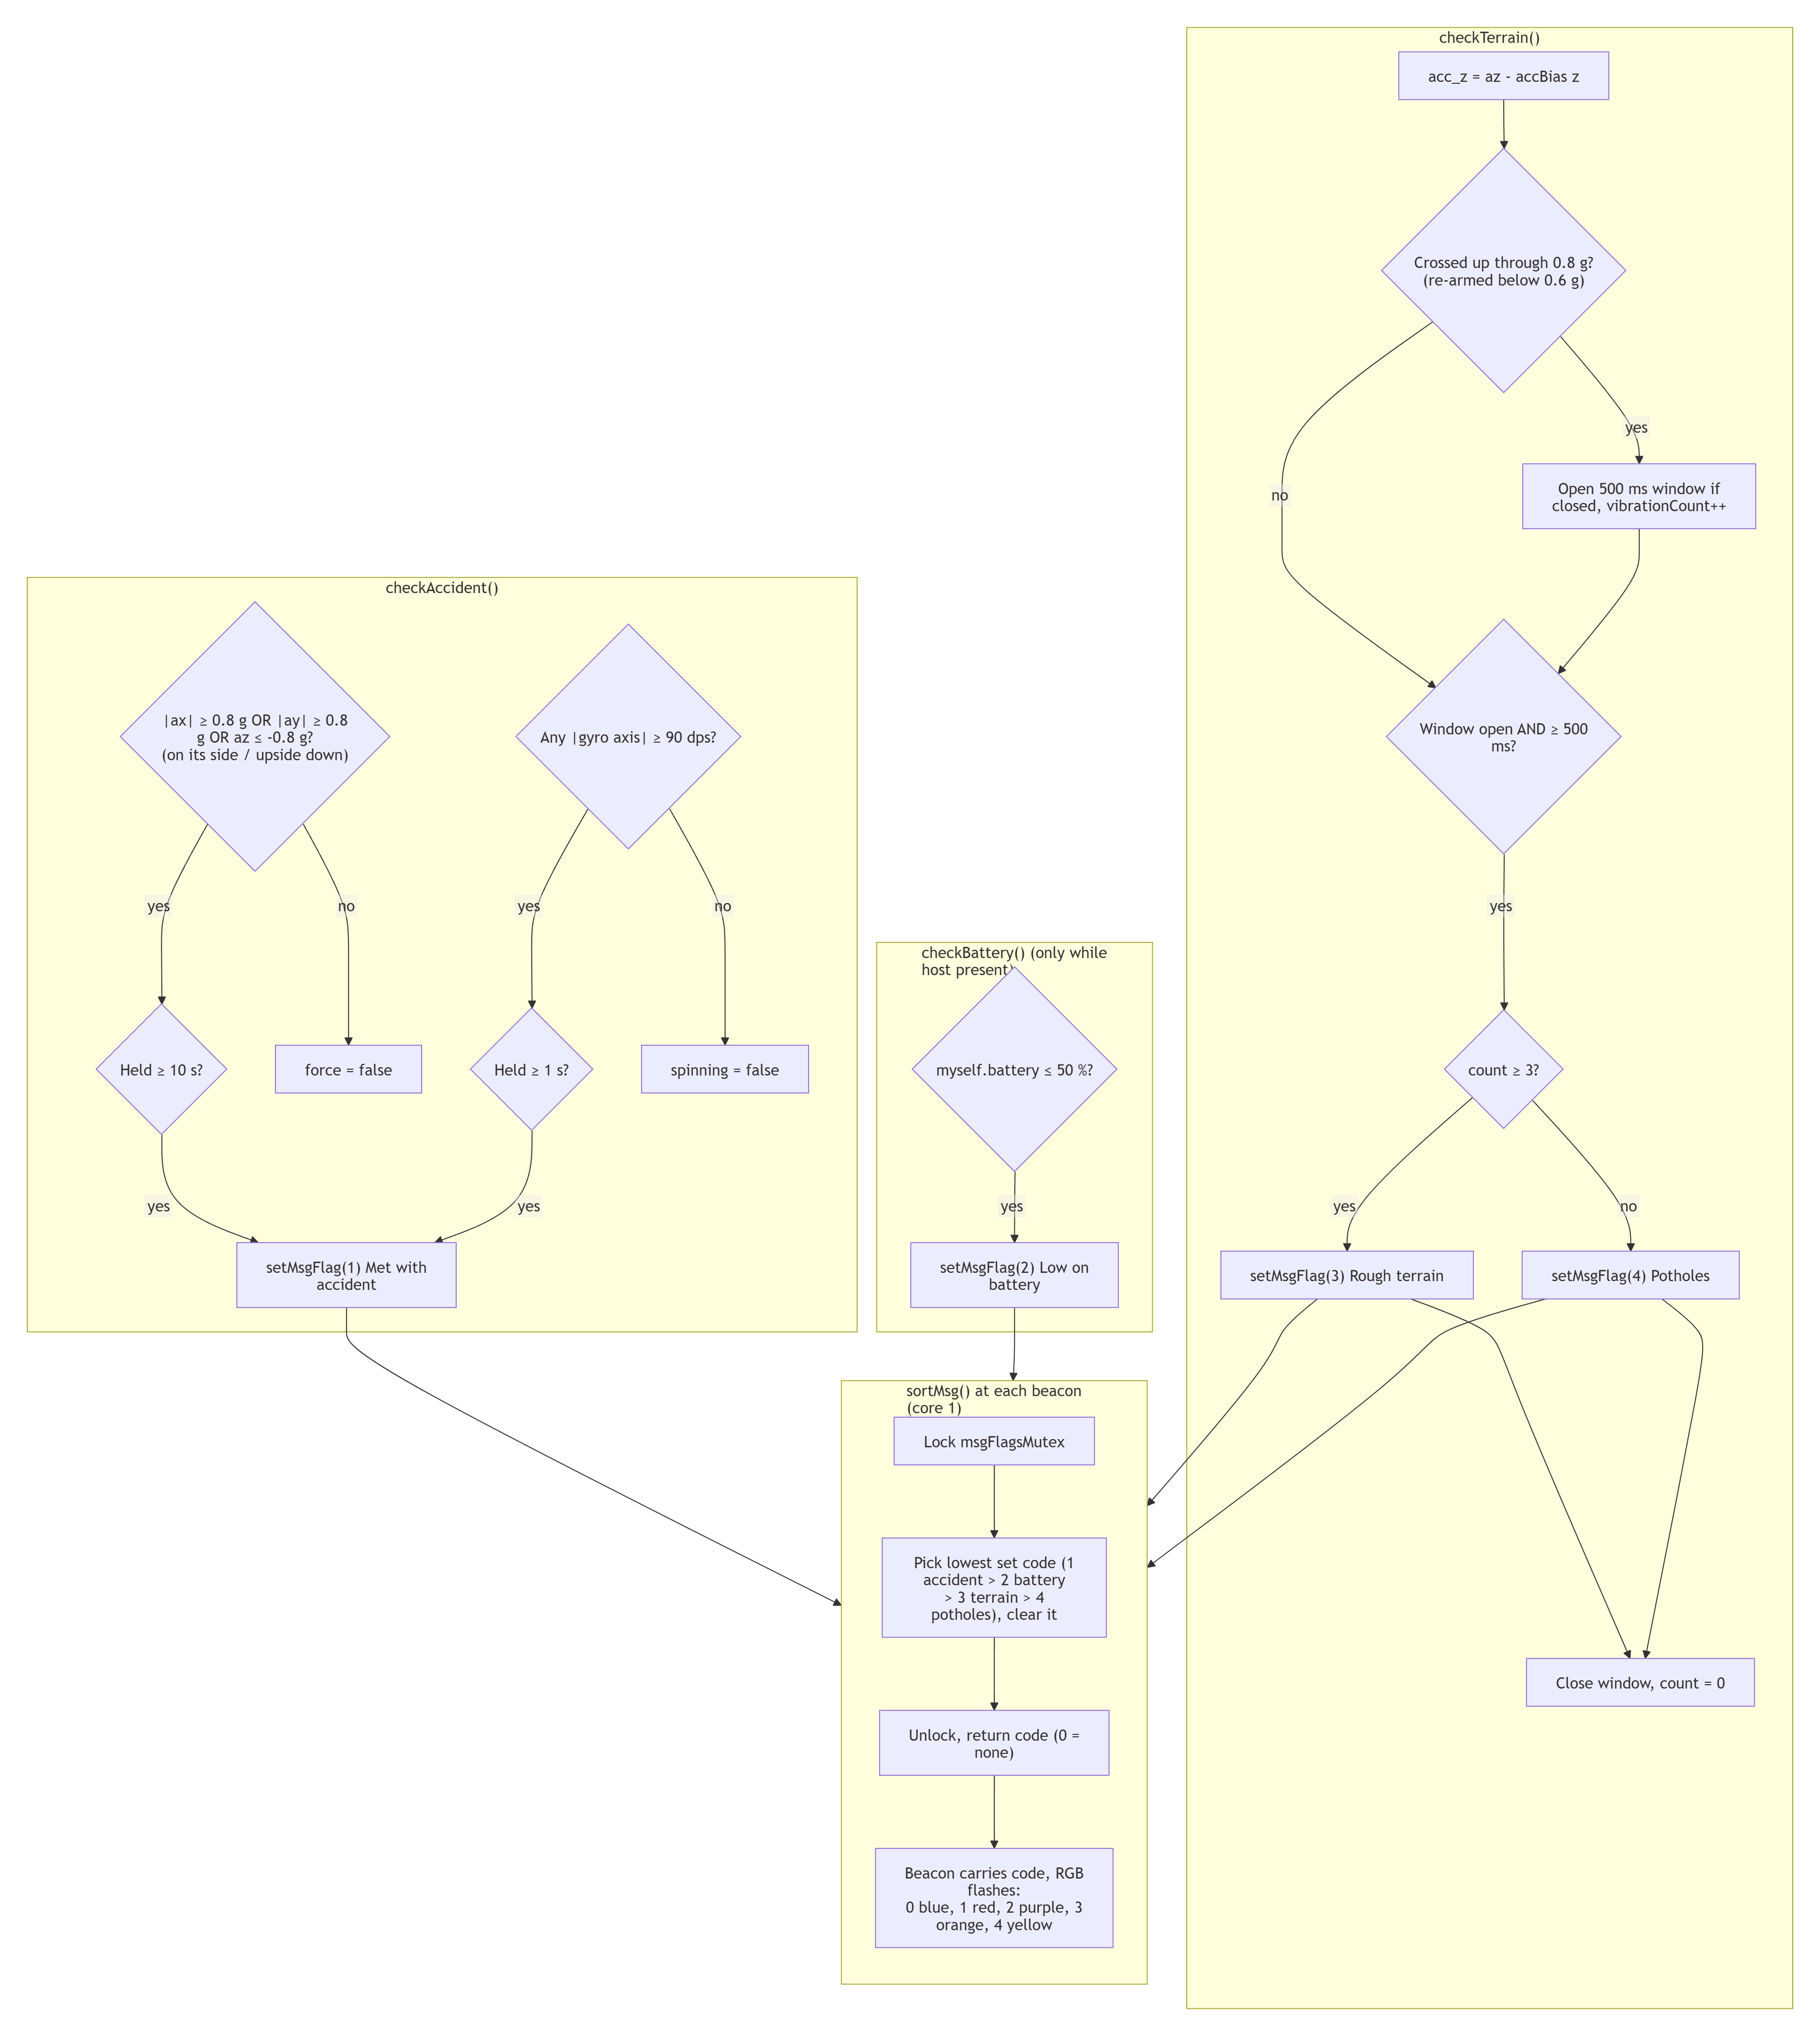 checkTerrain()
acc_z = az - accBias z
Crossed up through 0.8 g?
(re-armed below 0.6 g)
yes
no
Open 500 ms window if
closed, vibrationCount++
Window open AND ≥ 500
ms?
yes
count ≥ 3?
yes
no
setMsgFlag(3) Rough terrain
setMsgFlag(4) Potholes
Close window, count = 0
checkAccident()
|ax| ≥ 0.8 g OR |ay| ≥ 0.8
g OR az ≤ -0.8 g?
(on its side / upside down)
Any |gyro axis| ≥ 90 dps?
yes
no
yes
no
Held ≥ 10 s?
force = false
Held ≥ 1 s?
spinning = false
yes
yes
setMsgFlag(1) Met with
accident
checkBattery() (only while
host present)
myself.battery ≤ 50 %?
yes
setMsgFlag(2) Low on
battery
sortMsg() at each beacon
(core 1)
Lock msgFlagsMutex
Pick lowest set code (1
accident > 2 battery
> 3 terrain > 4
potholes), clear it
Unlock, return code (0 =
none)
Beacon carries code, RGB
flashes:
0 blue, 1 red, 2 purple, 3
orange, 4 yellow